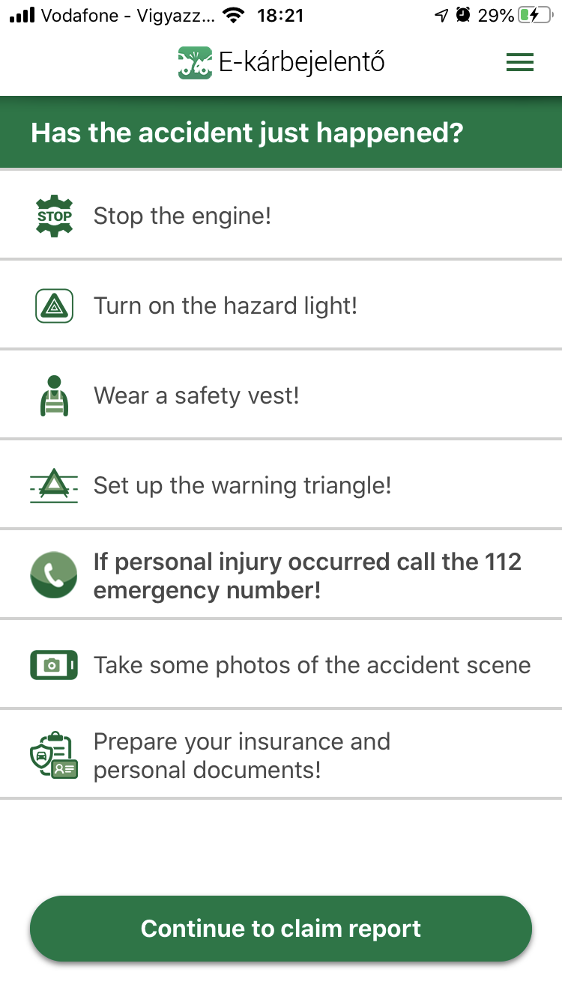 Vodafone - Vigyazz... 18:21 29%
E-kárbejelentő
Has the accident just happened?
STOP
Stop the engine!
Turn on the hazard light!
Wear a safety vest!
Set up the warning triangle!
If personal injury occurred call the 112
emergency number!
Take some photos of the accident scene
Prepare your insurance and
personal documents!
Continue to claim report